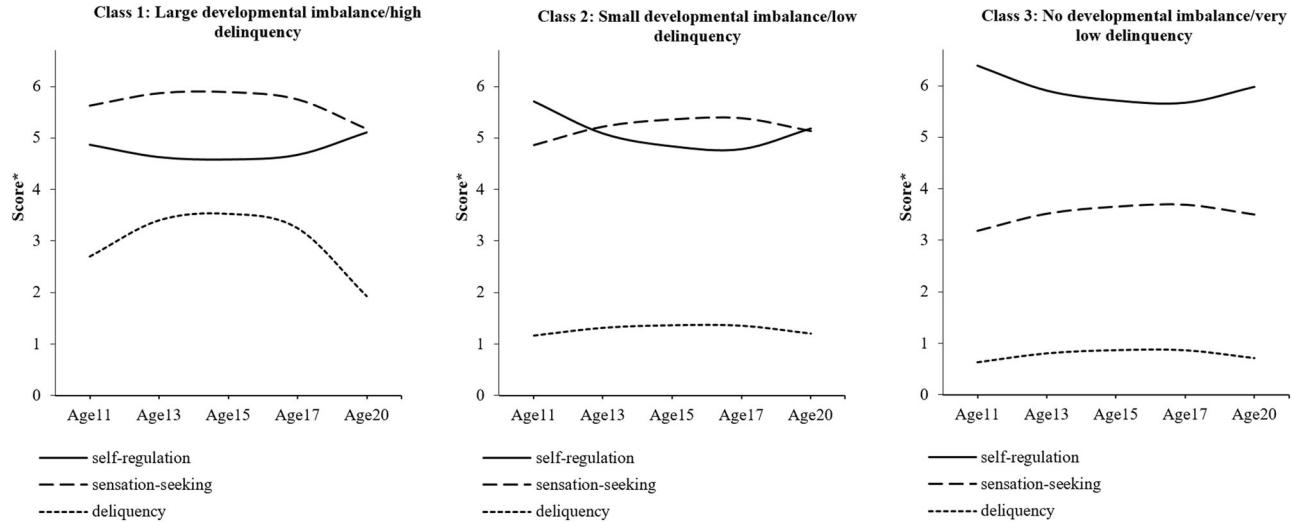 Class 1: Large developmental imbalance/high
delinquency
Score*
6
5
4
3
2
1
0
Age11 Age13 Age15 Age17 Age20
self-regulation
sensation-seeking
deliquency
Class 2: Small developmental imbalance/low
delinquency
Score*
6
5
4
3
2
1
0
Age11 Age13 Age15 Age17 Age20
self-regulation
sensation-seeking
deliquency
Class 3: No developmental imbalance/very
low delinquency
Score*
6
5
4
3
2
1
0
Age11 Age13 Age15 Age17 Age20
self-regulation
sensation-seeking
deliquency